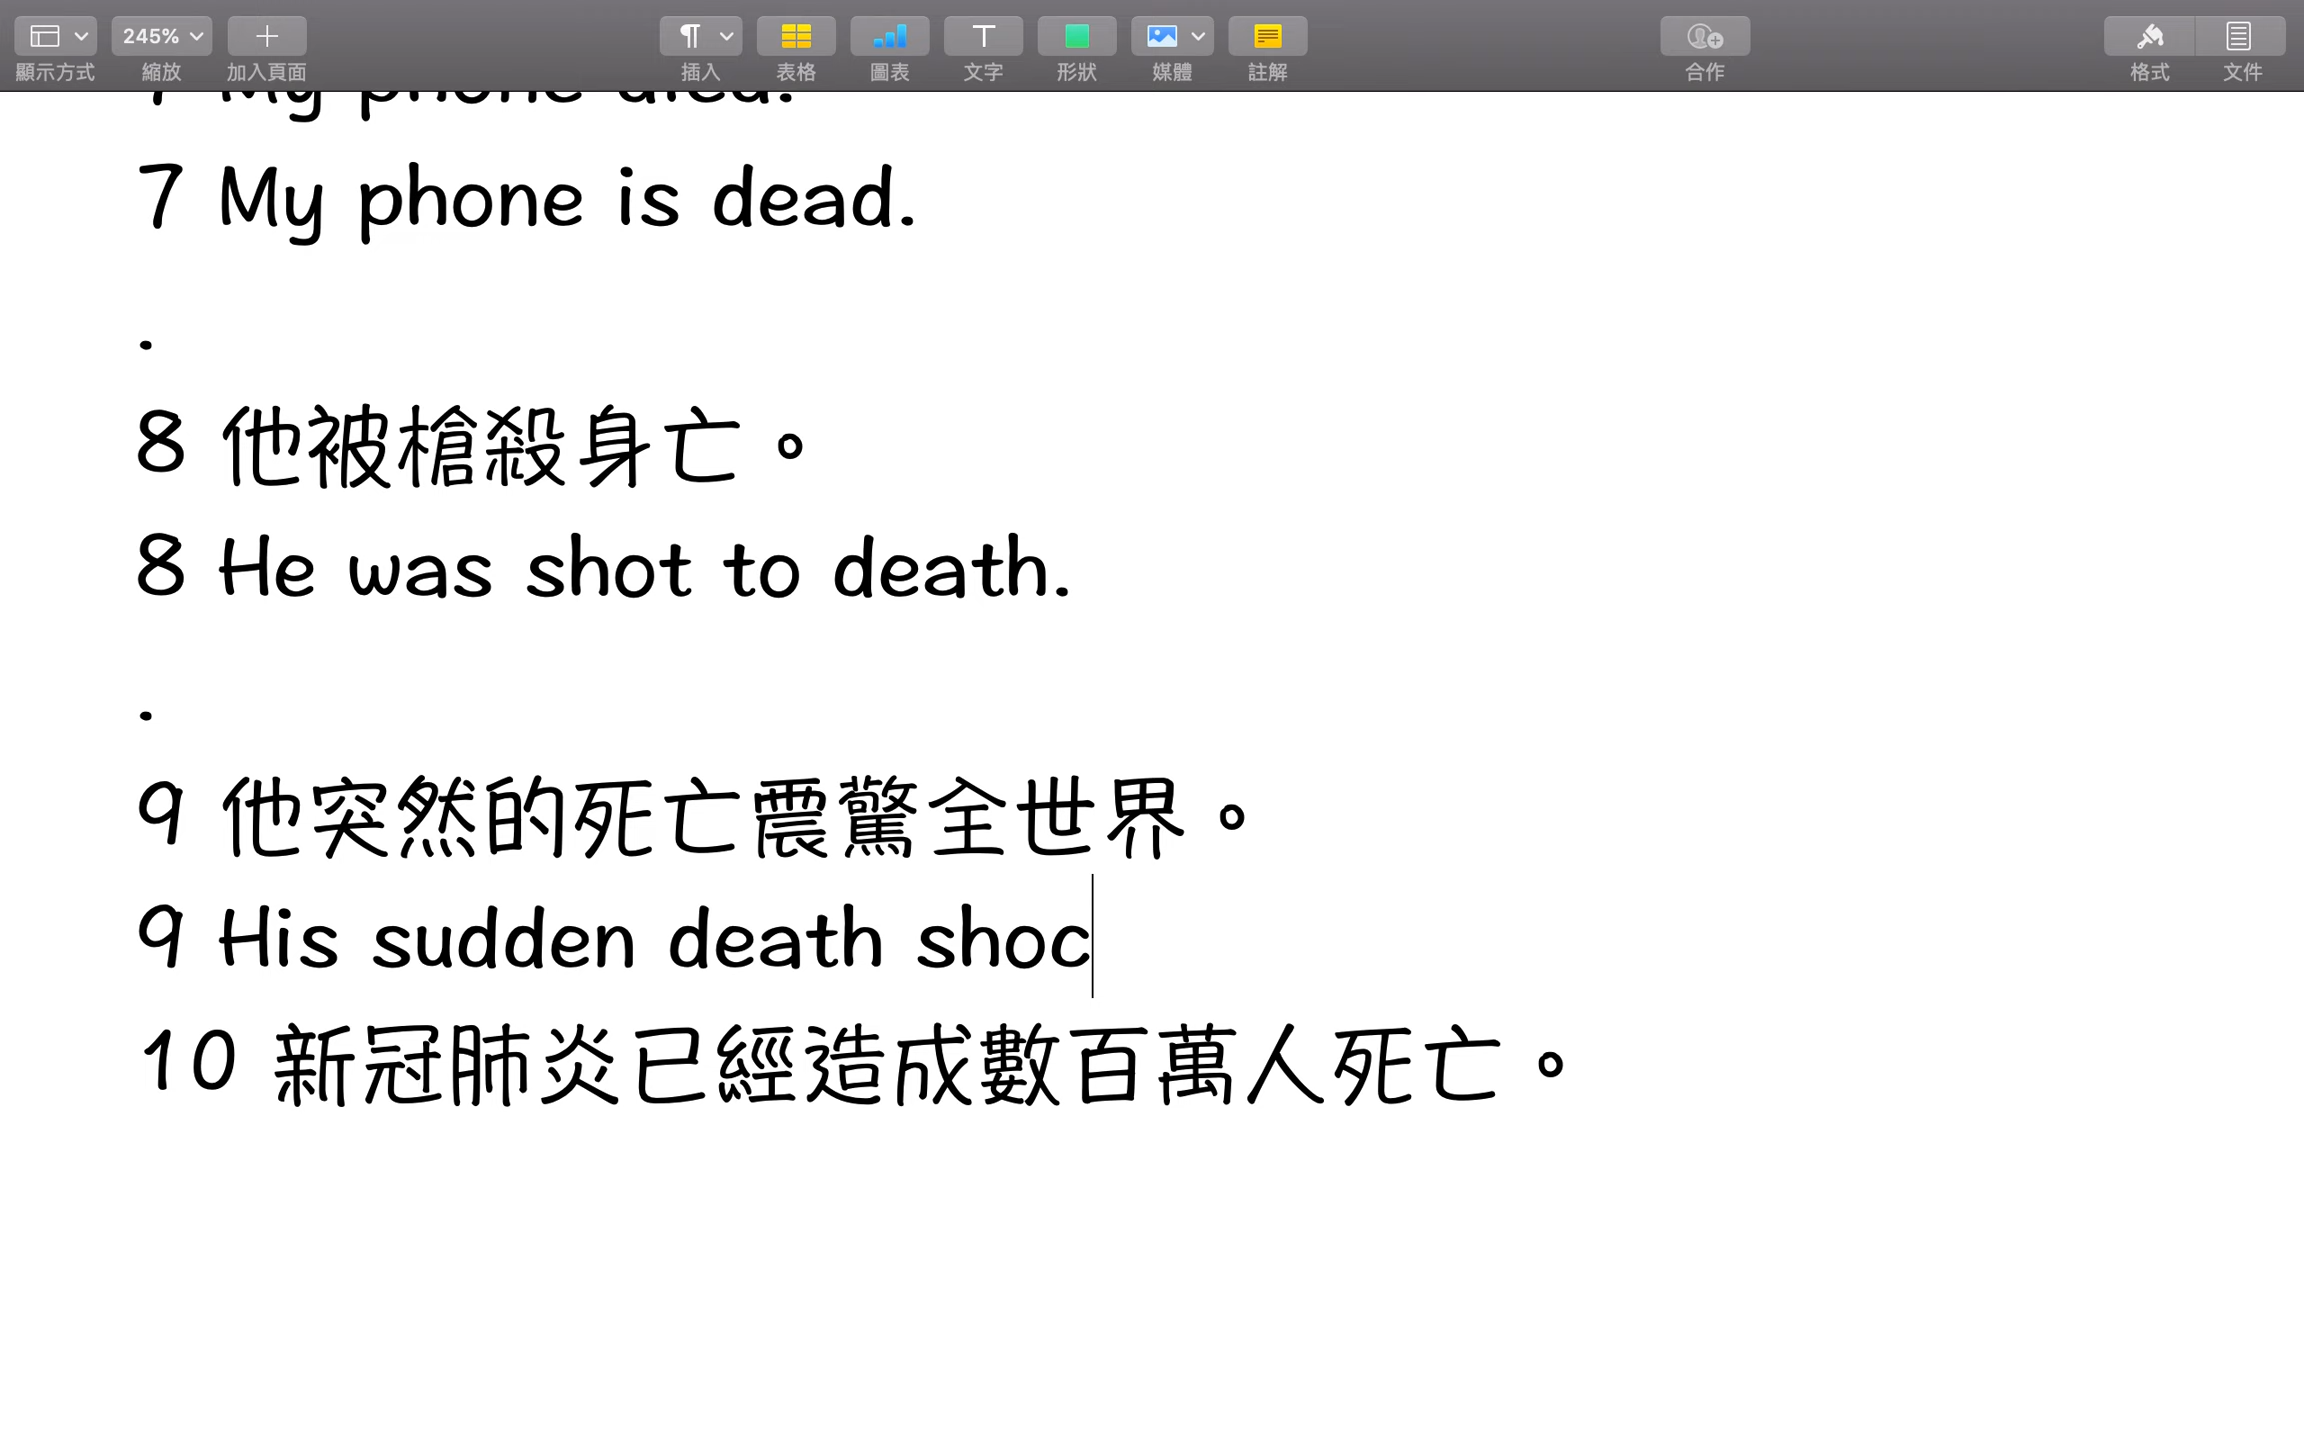 245%
顯示方式 縮放 加入頁面 插入 表格 圖表 文字 形狀 媒體 註解 合作 格式 文件
7 My phone died.
7 My phone is dead.
.
8 他被槍殺身亡。
8 He was shot to death.
.
9 他突然的死亡震驚全世界。
9 His sudden death shoc
10 新冠肺炎已經造成數百萬人死亡。